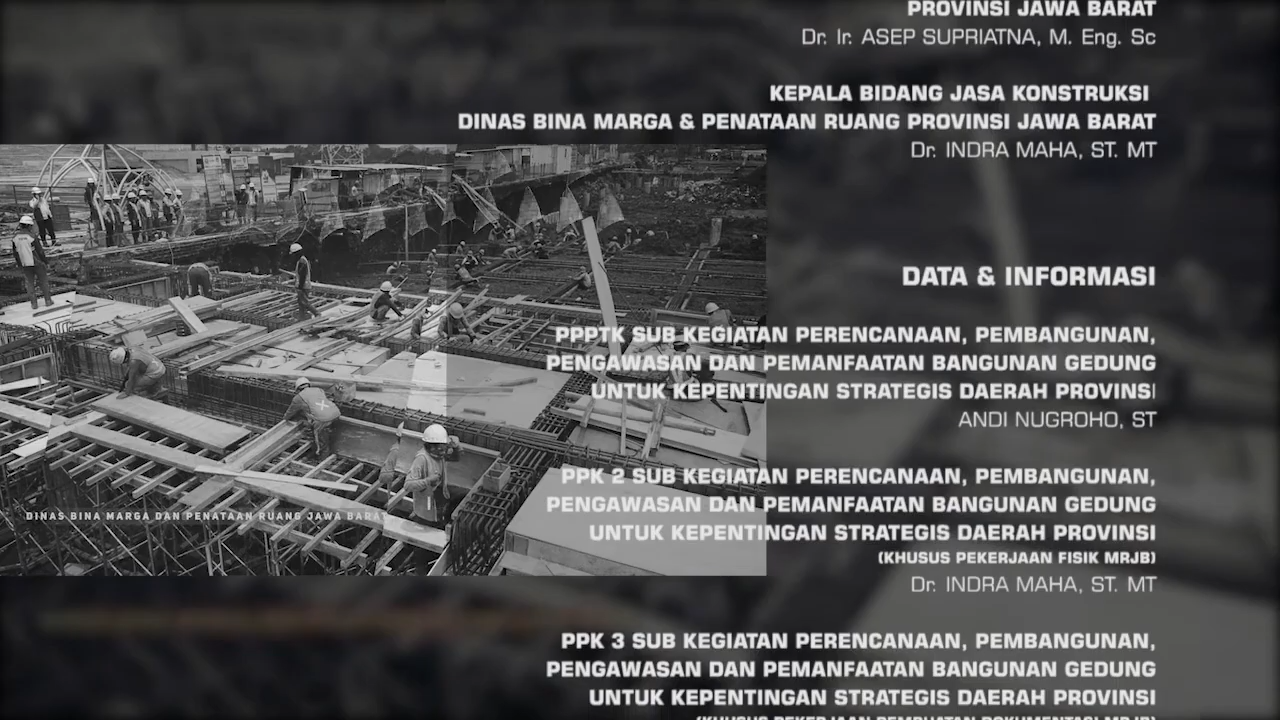 PROVINSI JAWA BARAT
Dr. Ir. ASEP SUPRIATNA, M. Eng. Sc
KEPALA BIDANG JASA KONSTRUKSI
DINAS BINA MARGA & PENATAAN RUANG PROVINSI JAWA BARAT
Dr. INDRA MAHA, ST. MT
DATA & INFORMASI
PPPTK SUB KEGIATAN PERENCANAAN, PEMBANGUNAN,
PENGAWASAN DAN PEMANFAATAN BANGUNAN GEDUNG
UNTUK KEPENTINGAN STRATEGIS DAERAH PROVINSI
ANDI NUGROHO, ST
PPK 2 SUB KEGIATAN PERENCANAAN, PEMBANGUNAN,
PENGAWASAN DAN PEMANFAATAN BANGUNAN GEDUNG
UNTUK KEPENTINGAN STRATEGIS DAERAH PROVINSI
(KHUSUS PEKERJAAN FISIK MRJB)
Dr. INDRA MAHA, ST. MT
DINAS BINA MARGA DAN PENATAAN RUANG JAWA BARAT
PPK 3 SUB KEGIATAN PERENCANAAN, PEMBANGUNAN,
PENGAWASAN DAN PEMANFAATAN BANGUNAN GEDUNG
UNTUK KEPENTINGAN STRATEGIS DAERAH PROVINSI
(KHUSUS PEKERJAAN PEMBUATAN DOKUMENTASI MRJB)